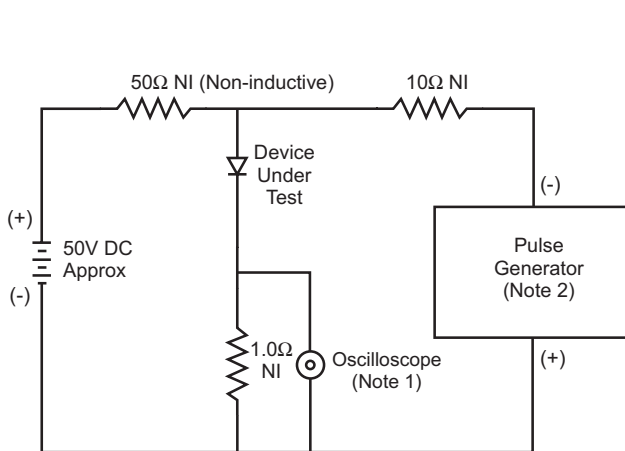 50Ω NI (Non-inductive)
10Ω NI
Device
Under
Test
(-)
(+)
50V DC
Approx
(-)
Pulse
Generator
(Note 2)
1.0Ω
NI
Oscilloscope
(Note 1)
(+)